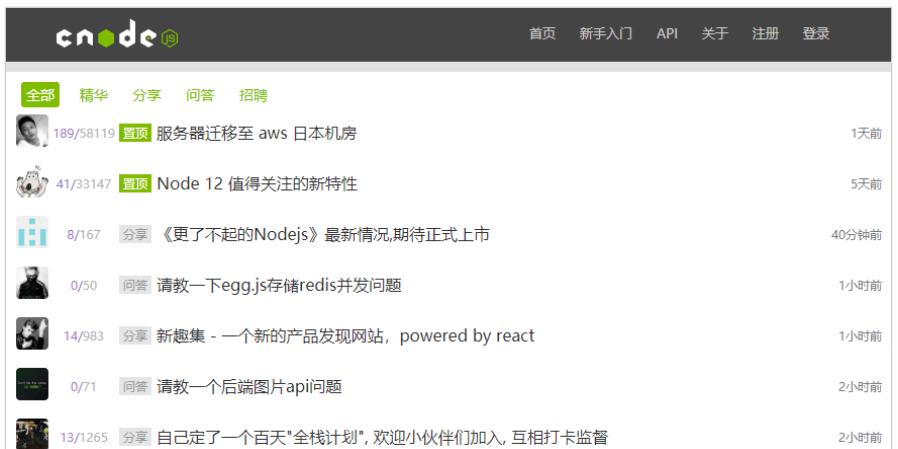 cnode JS 首页 新手入门 API 关于 注册 登录
全部 精华 分享 问答 招聘
189/58119 置顶 服务器迁移至 aws 日本机房 1天前
41/33147 置顶 Node 12 值得关注的新特性 5天前
8/167 分享 《更了不起的Nodejs》最新情况,期待正式上市 40分钟前
0/50 问答 请教一下egg.js存储redis并发问题 1小时前
14/983 分享 新趣集 - 一个新的产品发现网站，powered by react 1小时前
0/71 问答 请教一个后端图片api问题 2小时前
13/1265 分享 自己定了一个百天"全栈计划", 欢迎小伙伴们加入, 互相打卡监督 2小时前